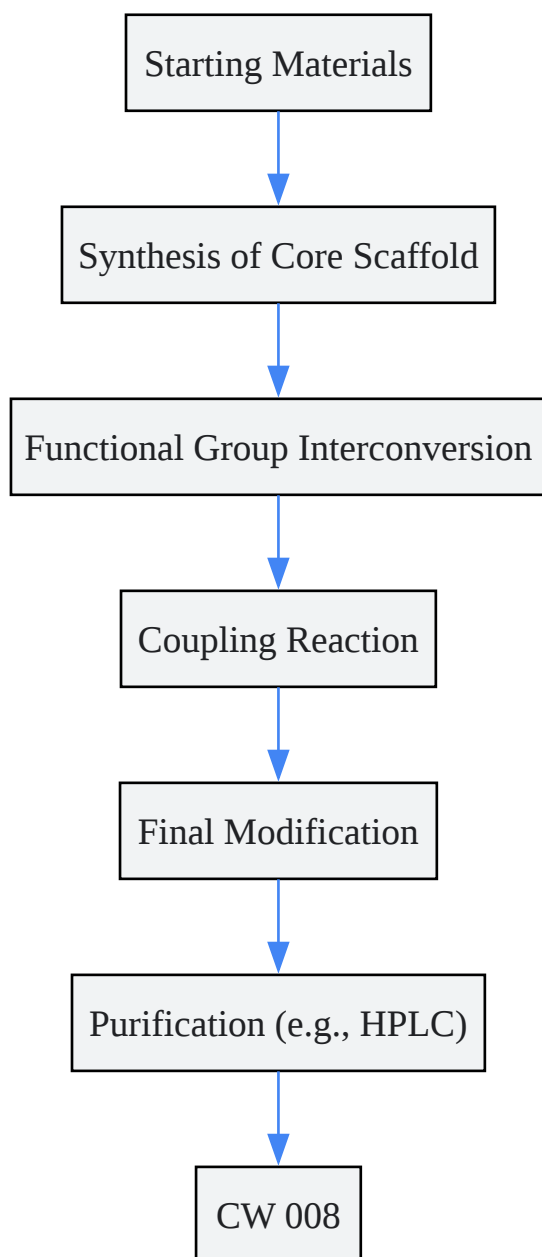 Starting Materials
Synthesis of Core Scaffold
Functional Group Interconversion
Coupling Reaction
Final Modification
Purification (e.g., HPLC)
CW 008